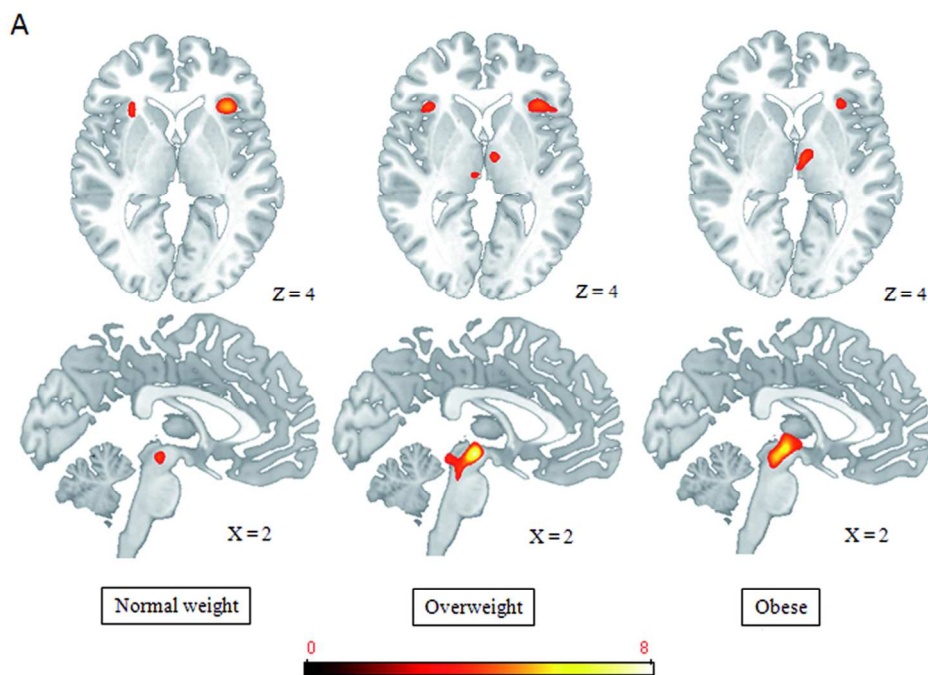 A
Z = 4
Z = 4
Z = 4
X = 2
X = 2
X = 2
Normal weight
Overweight
Obese
0
8